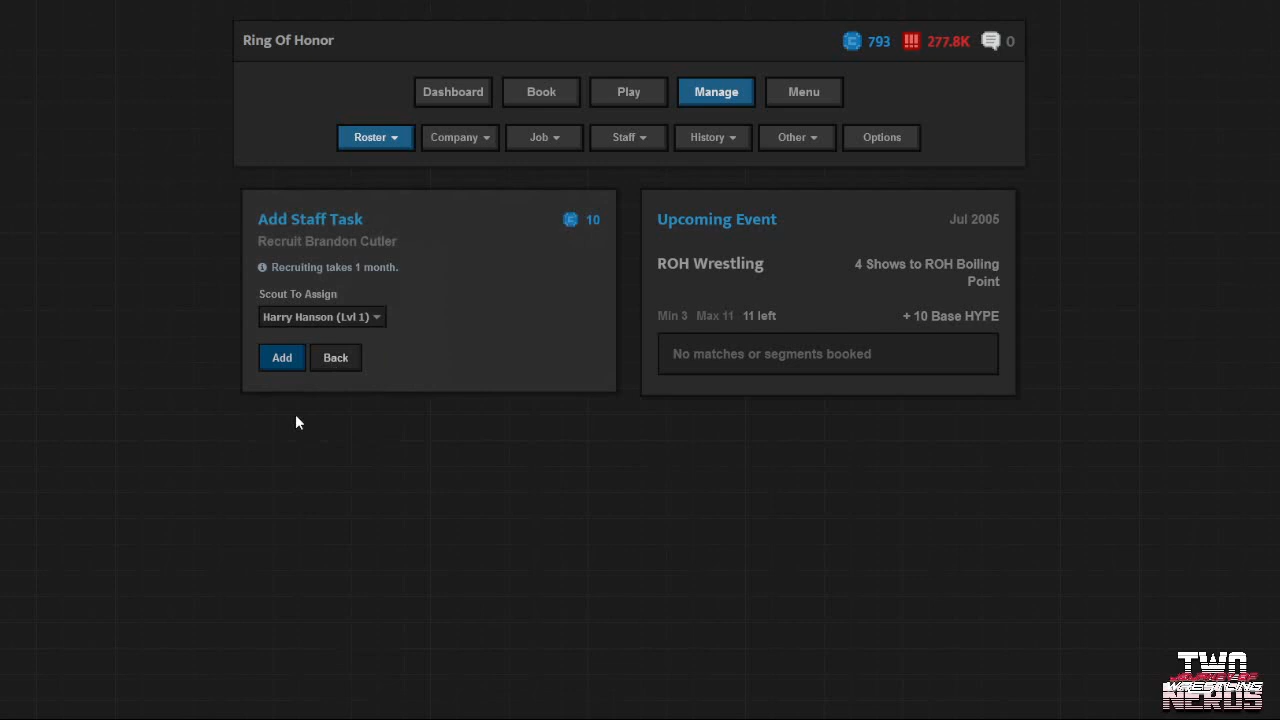 Ring Of Honor
793
277.8K
0
Dashboard
Book
Play
Manage
Menu
Roster
Company
Job
Staff
History
Other
Options
Add Staff Task
10
Recruit Brandon Cutler
Recruiting takes 1 month.
Scout To Assign
Harry Hanson (Lvl 1)
Add
Back
Upcoming Event
Jul 2005
ROH Wrestling
4 Shows to ROH Boiling
Point
Min 3
Max 11
11 left
+ 10 Base HYPE
No matches or segments booked
TWO
WRESTLING
NERDS